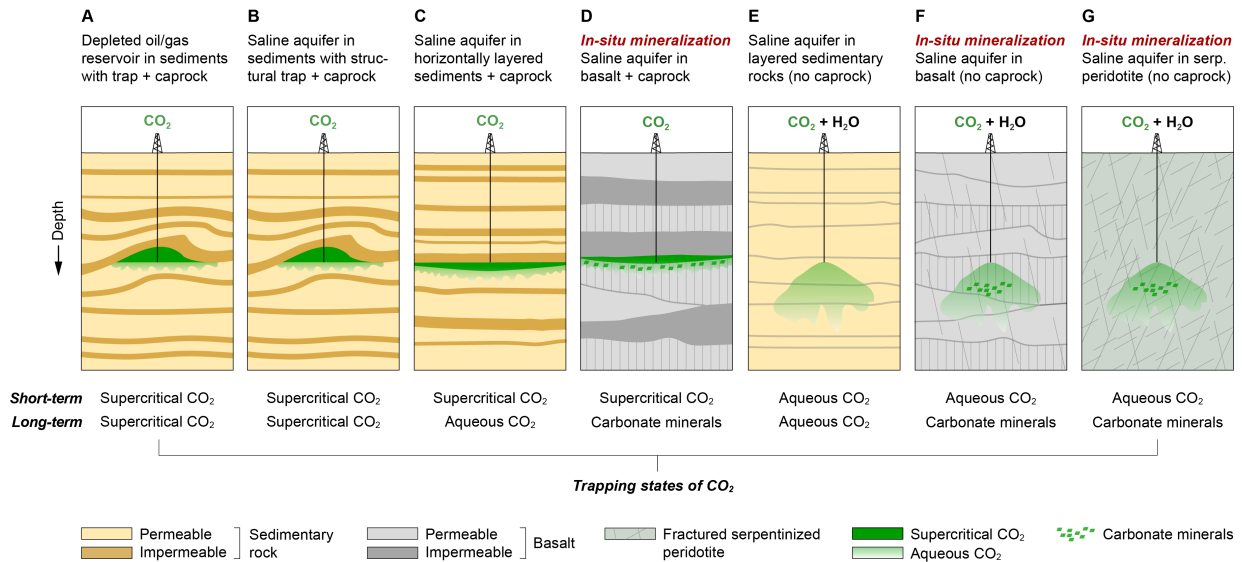 A
Depleted oil/gas
reservoir in sediments
with trap + caprock
B
Saline aquifer in
sediments with struc-
tural trap + caprock
C
Saline aquifer in
horizontally layered
sediments + caprock
D
In-situ mineralization
Saline aquifer in
basalt + caprock
E
Saline aquifer in
layered sedimentary
rocks (no caprock)
F
In-situ mineralization
Saline aquifer in
basalt (no caprock)
G
In-situ mineralization
Saline aquifer in serp.
peridotite (no caprock)
CO₂
CO₂
CO₂
CO₂
CO₂ + H₂O
CO₂ + H₂O
CO₂ + H₂O
Depth
Short-term Supercritical CO₂ Supercritical CO₂ Supercritical CO₂ Supercritical CO₂ Aqueous CO₂ Aqueous CO₂ Aqueous CO₂
Long-term Supercritical CO₂ Supercritical CO₂ Aqueous CO₂ Carbonate minerals Aqueous CO₂ Carbonate minerals Carbonate minerals
Trapping states of CO₂
Permeable
Impermeable
Sedimentary
rock
Permeable
Impermeable
Basalt
Fractured serpentinized
peridotite
Supercritical CO₂
Aqueous CO₂
Carbonate minerals